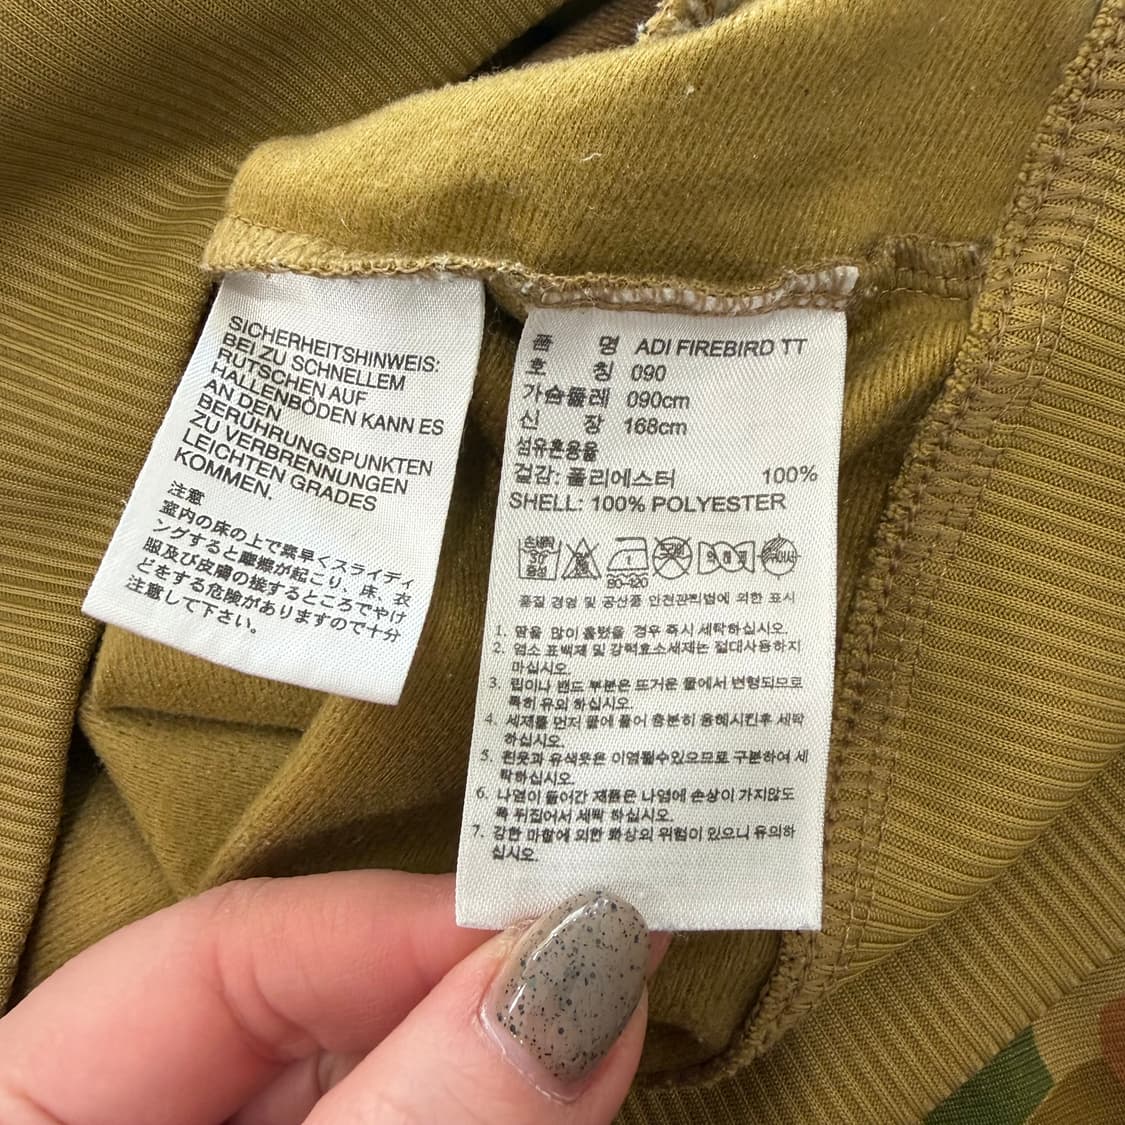 SICHERHEITSHINWEIS:
BEI ZU SCHNELLEM
RUTSCHEN AUF
HALLENBÖDEN KANN ES
AN DEN
BERÜHRUNGSPUNKTEN
ZU VERBRENNUNGEN
LEICHTEN GRADES
KOMMEN.
注意
室内の床の上で素早くスライディ
ングすると摩擦が起こり、床、衣
服及び皮膚の接するところでやけ
どをする危険がありますので十分
注意して下さい。
품 명 ADI FIREBIRD TT
호 칭 090
가슴둘레 090cm
신 장 168cm
섬유혼용율
겉감: 폴리에스터 100%
SHELL: 100% POLYESTER
손세탁 30° 중성
80~120
품질 경영 및 공산품 안전관리법에 의한 표시
1. 땀을 많이 흘렸을 경우 즉시 세탁하십시오.
2. 염소 표백제 및 강력효소세제는 절대사용하지
마십시오.
3. 립이나 밴드 부분은 뜨거운 물에서 변형되므로
특히 유의 하십시오.
4. 세제를 먼저 물에 풀어 충분히 용해시킨후 세탁
하십시오.
5. 흰옷과 유색옷은 이염될수있으므로 구분하여 세
탁하십시오.
6. 나염이 들어간 제품은 나염에 손상이 가지않도
록 뒤집어서 세탁 하십시오.
7. 강한 마찰에 의한 화상의 위험이 있으니 유의하
십시오.